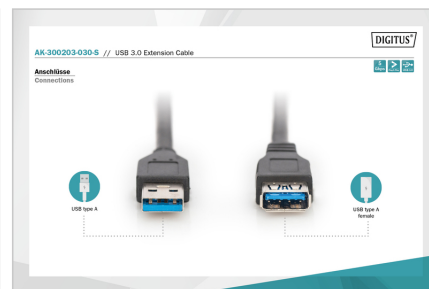 DIGITUS®
AK-300203-030-S // USB 3.0 Extension Cable
Anschlüsse
Connections
USB type A
USB type A
female